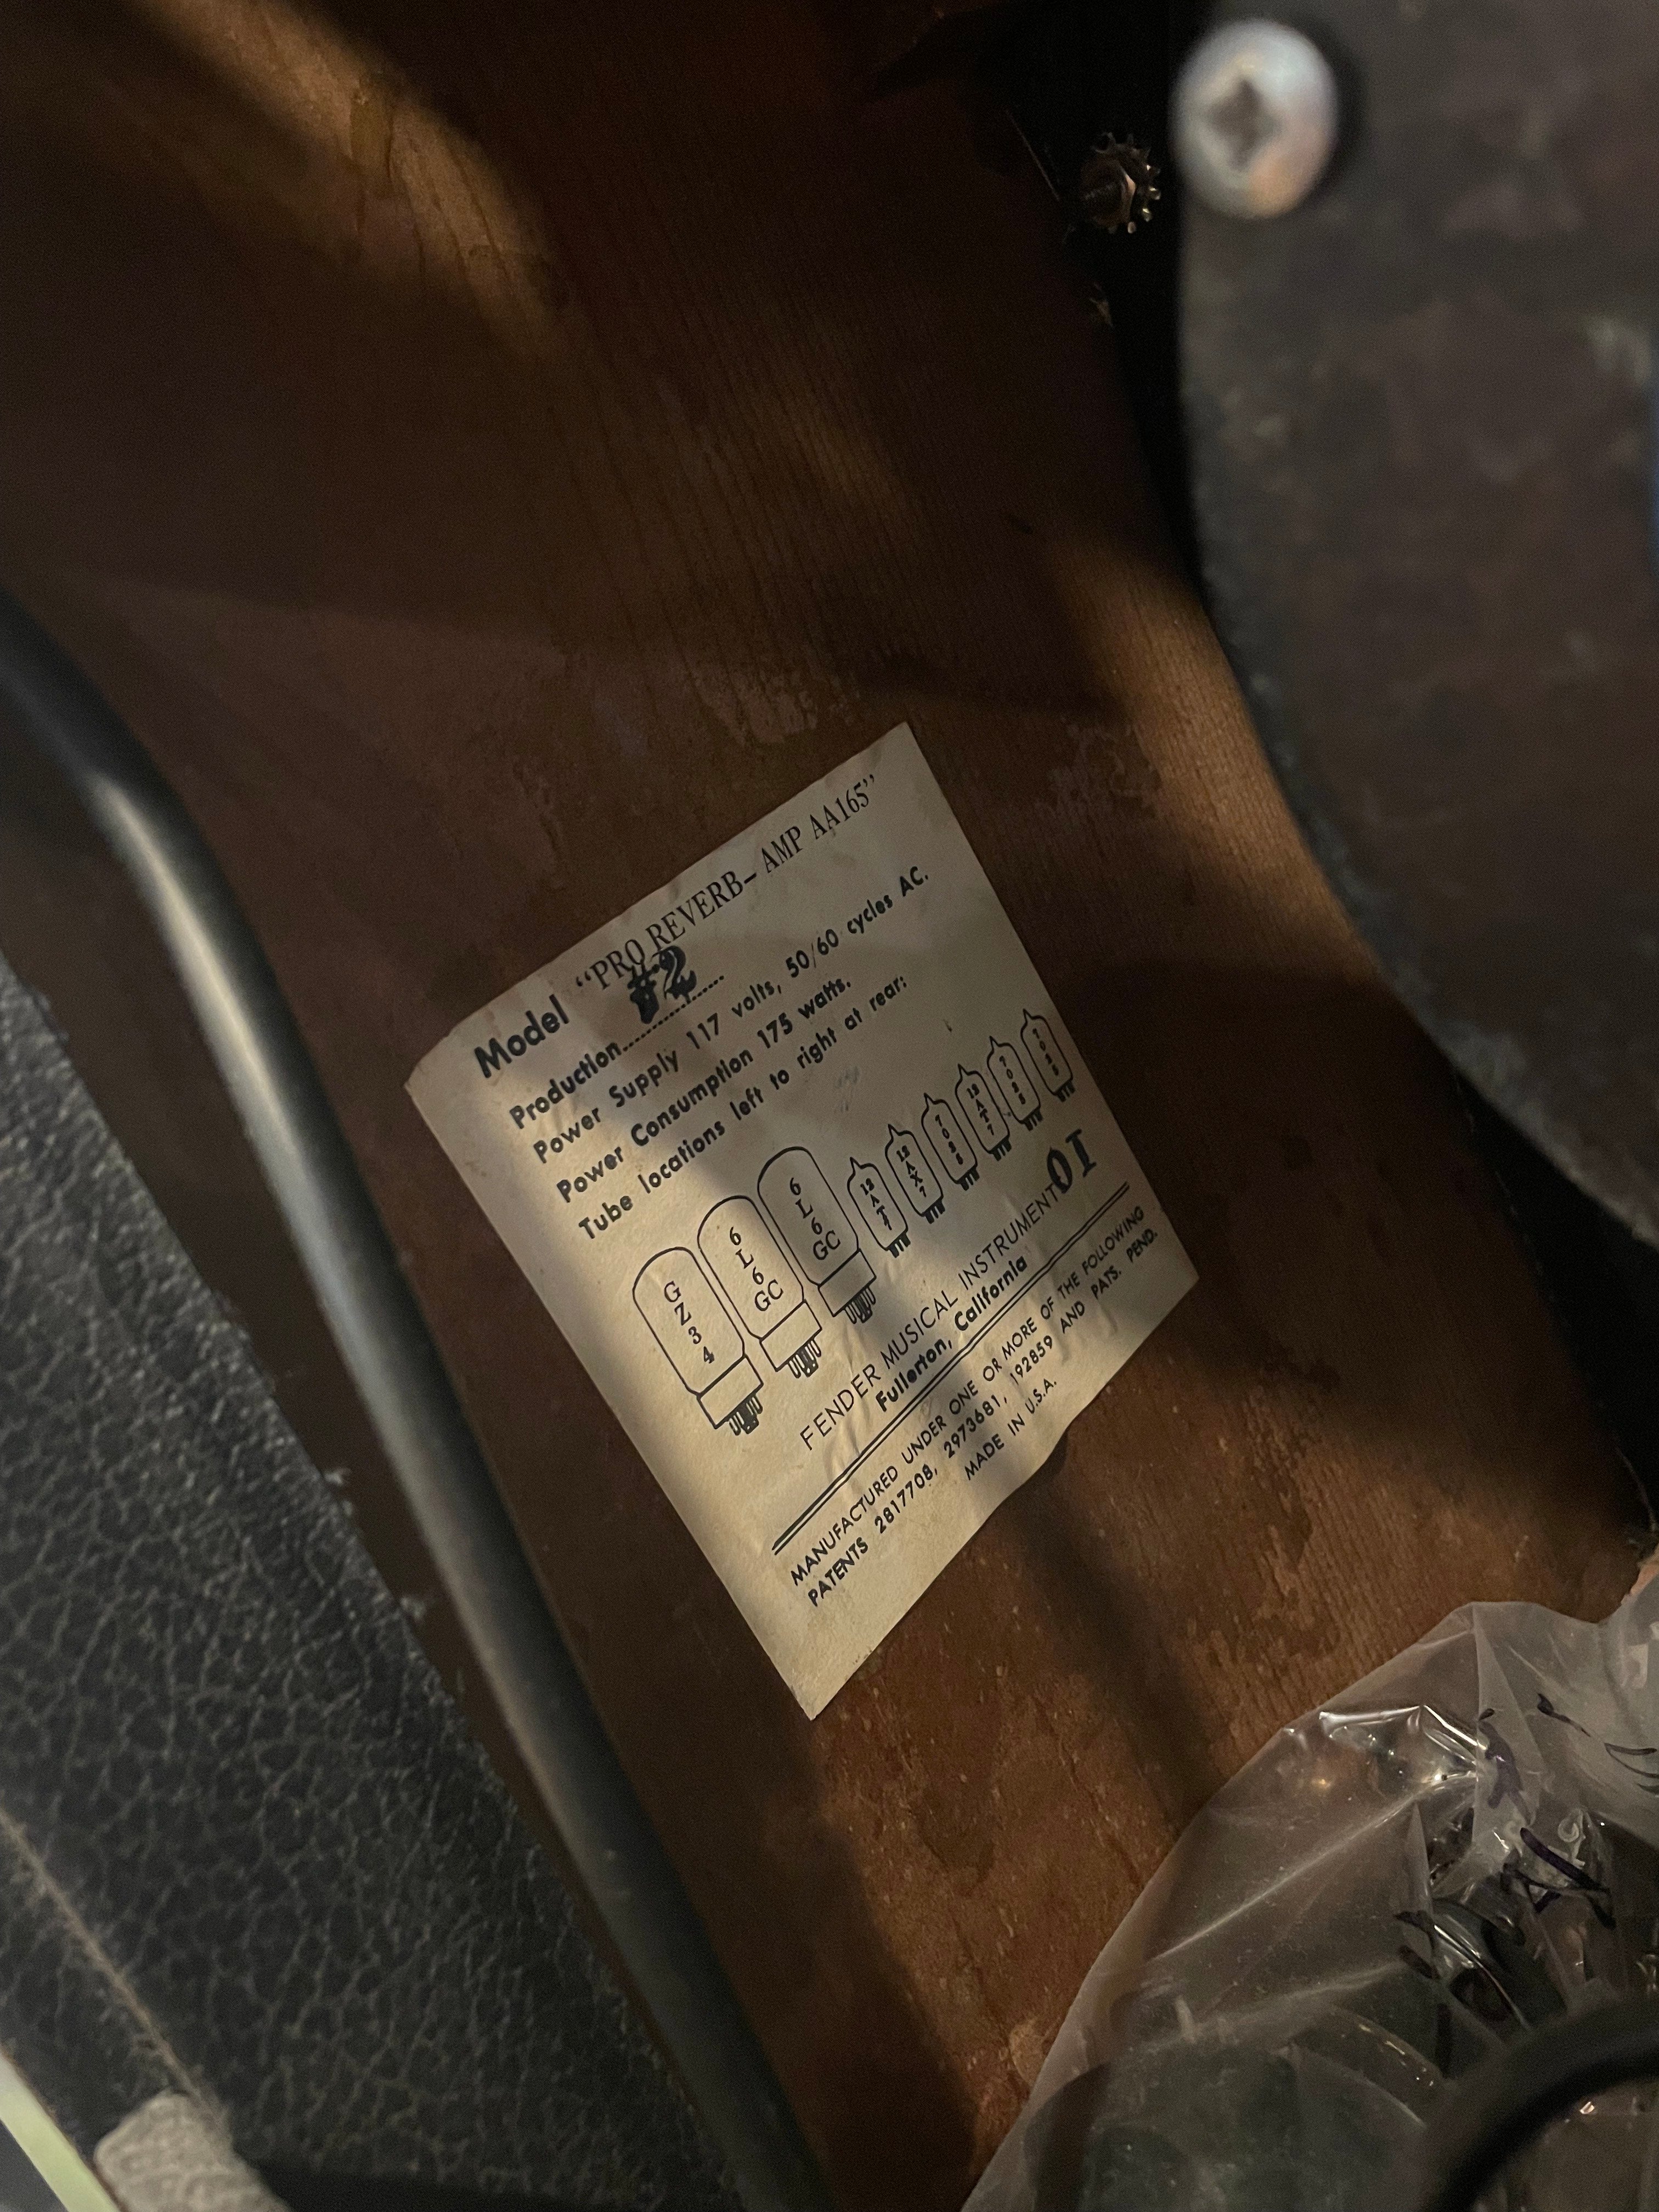 Model "PRO REVERB- AMP AA165"
Production.......#2.......
Power Supply 117 volts, 50/60 cycles AC.
Power Consumption 175 watts.
Tube locations left to right at rear:
GZ34 6L6GC 6L6GC 12AT7 12AX7 7025 12AT7 7025 7025
FENDER MUSICAL INSTRUMENT OI
Fullerton, California
MANUFACTURED UNDER ONE OR MORE OF THE FOLLOWING
PATENTS 2817708, 2973681, 192859 AND PATS. PEND.
MADE IN U.S.A.